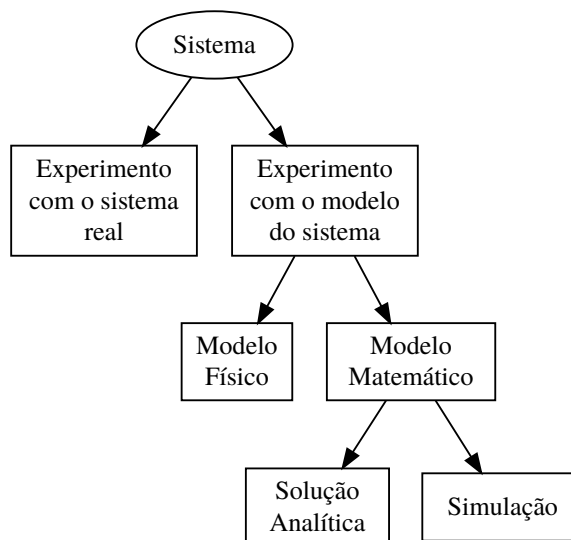 Sistema
Experimento
com o sistema
real
Experimento
com o modelo
do sistema
Modelo
Físico
Modelo
Matemático
Solução
Analítica
Simulação